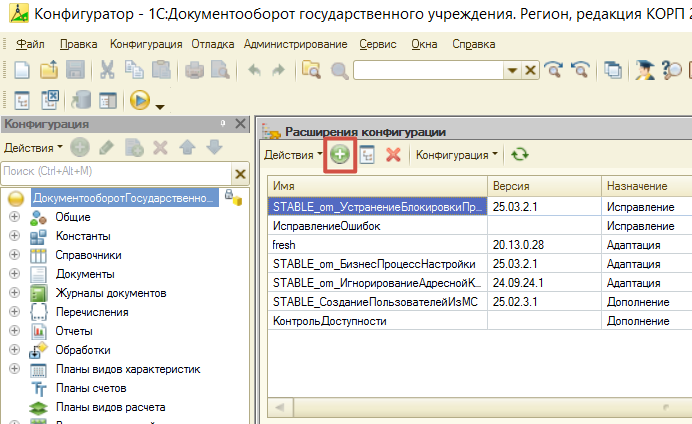 Конфигуратор - 1С:Документооборот государственного учреждения. Регион, редакция КОРП 2
Файл Правка Конфигурация Отладка Администрирование Сервис Окна Справка
Конфигурация
Действия
Поиск (Ctrl+Alt+M)
ДокументооборотГосударственно...
Общие
Константы
Справочники
Документы
Журналы документов
Перечисления
Отчеты
Обработки
Планы видов характеристик
Планы счетов
Планы видов расчета
Расширения конфигурации
Действия Конфигурация
Имя Версия Назначение
STABLE_om_УстранениеБлокировкиПр... 25.03.2.1 Исправление
ИсправлениеОшибок Исправление
fresh 20.13.0.28 Адаптация
STABLE_om_БизнесПроцессНастройки 25.03.2.1 Адаптация
STABLE_om_ИгнорированиеАдреснойК... 24.09.24.1 Адаптация
STABLE_СозданиеПользователейИзМС 25.02.3.1 Дополнение
КонтрольДоступности Дополнение